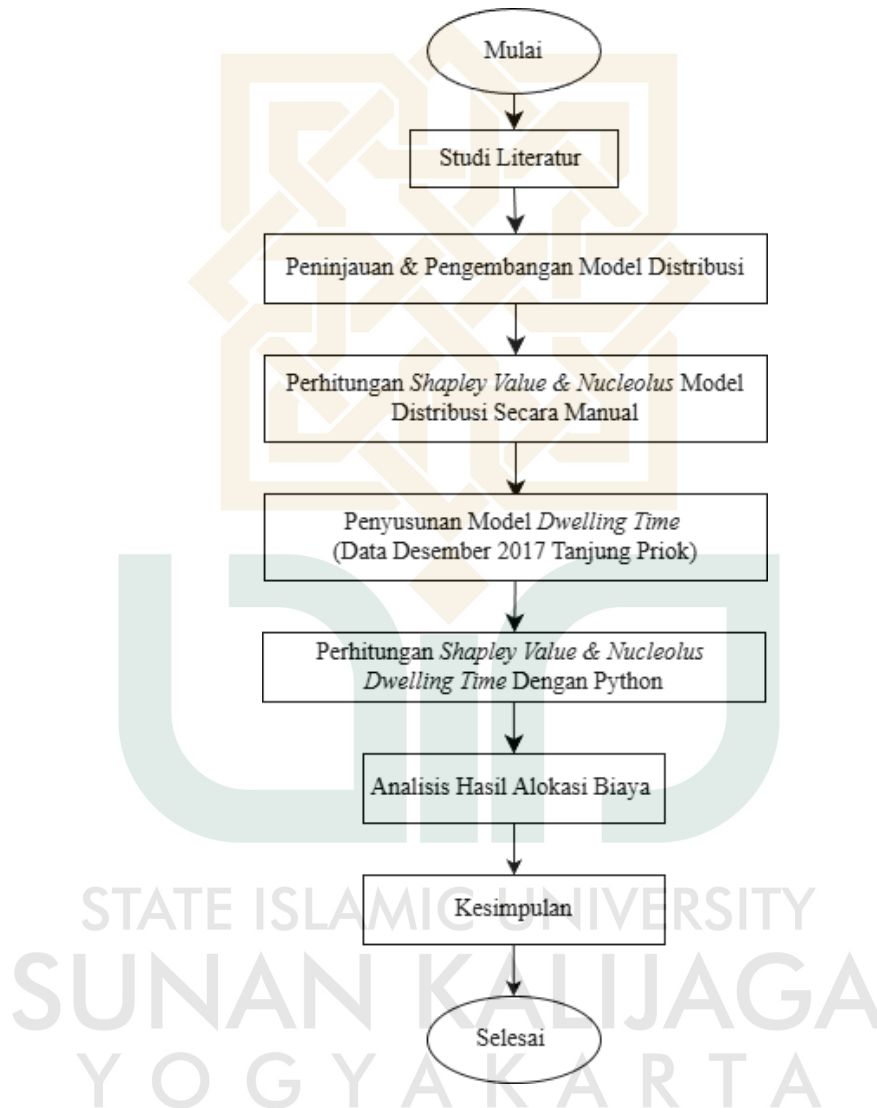 Mulai
Studi Literatur
Peninjauan & Pengembangan Model Distribusi
Perhitungan Shapley Value & Nucleolus Model
Distribusi Secara Manual
Penyusunan Model Dwelling Time
(Data Desember 2017 Tanjung Priok)
Perhitungan Shapley Value & Nucleolus
Dwelling Time Dengan Python
Analisis Hasil Alokasi Biaya
Kesimpulan
STATE ISLAMIC UNIVERSITY
SUNAN KALIJAGA
Selesai
YOGYAKARTA